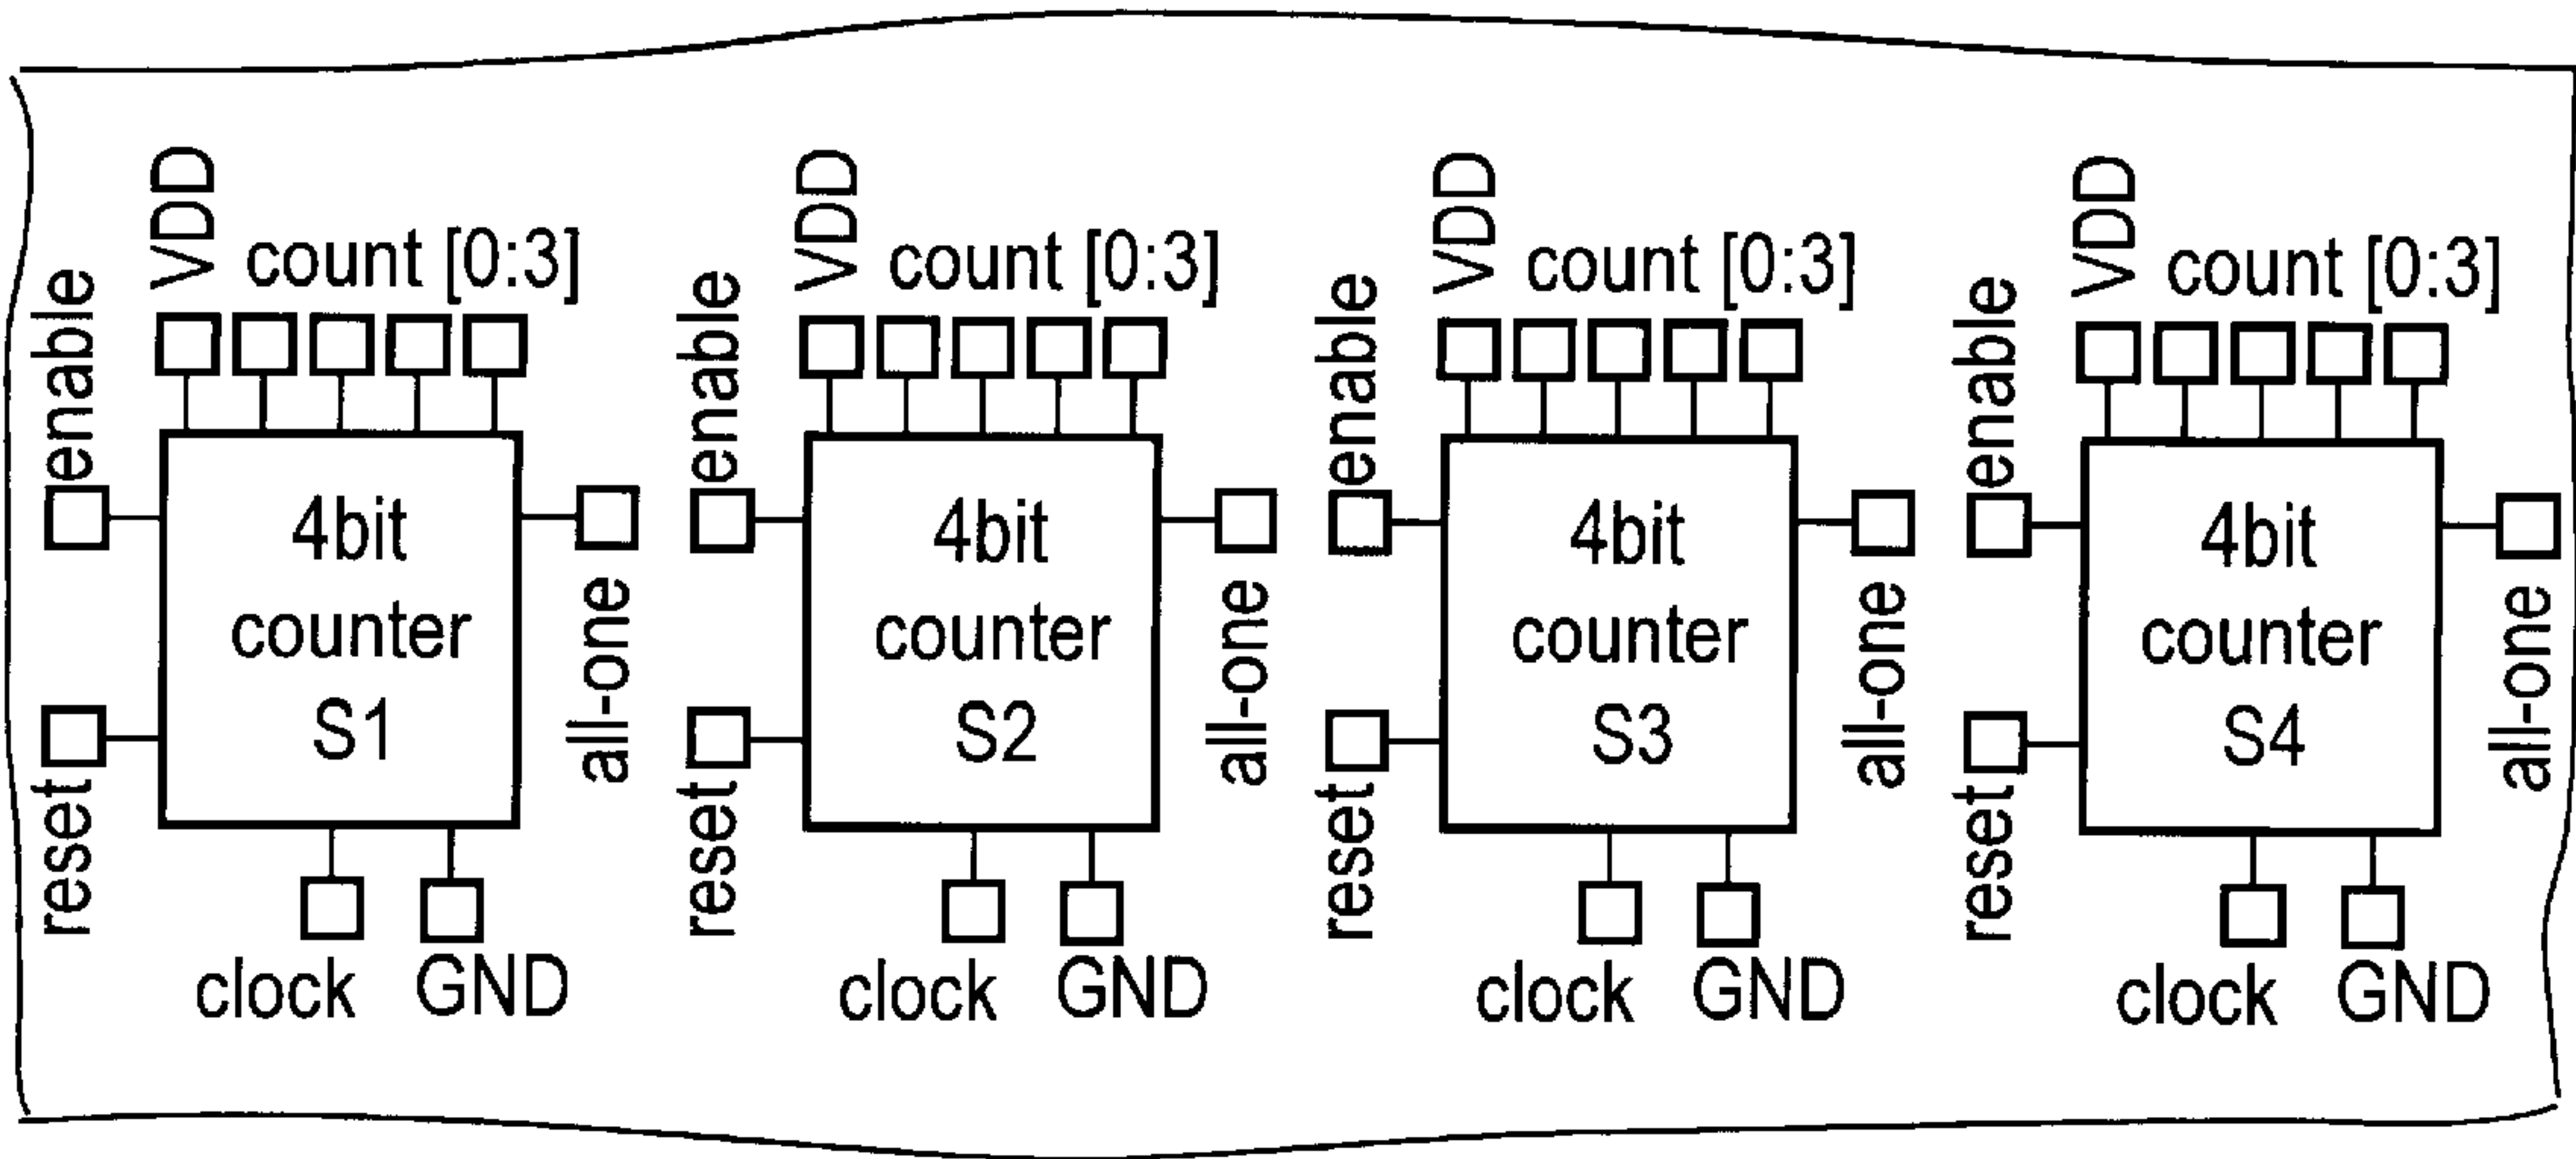 enable
VDD
count [0:3]
4bit
counter
S1
all-one
reset
clock
GND
enable
VDD
count [0:3]
4bit
counter
S2
all-one
reset
clock
GND
enable
VDD
count [0:3]
4bit
counter
S3
all-one
reset
clock
GND
enable
VDD
count [0:3]
4bit
counter
S4
all-one
reset
clock
GND